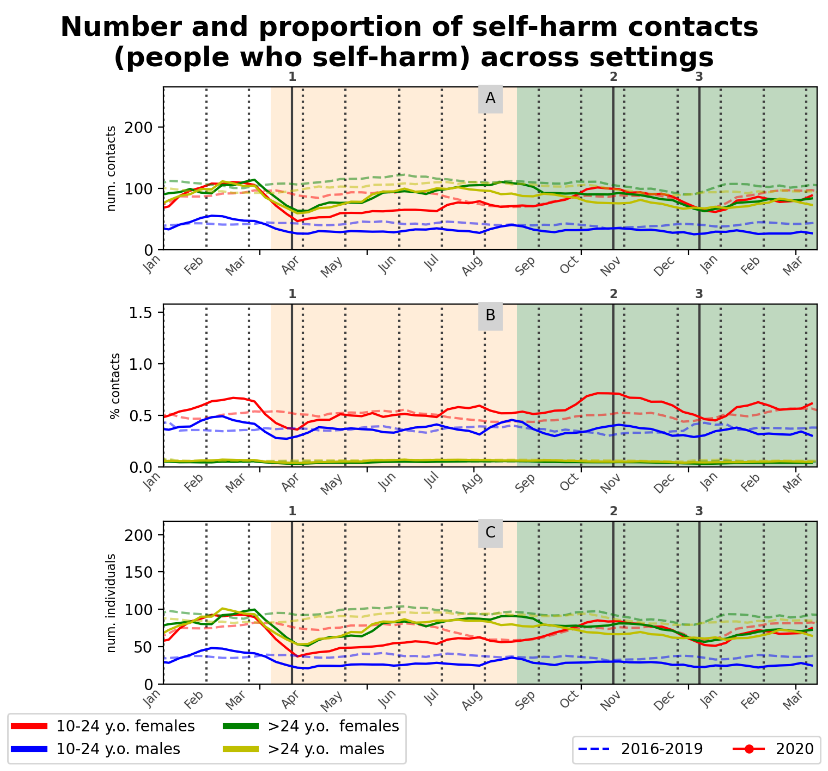 Number and proportion of self-harm contacts
(people who self-harm) across settings
1 2 3
A
num. contacts
200
100
0
Jan Feb Mar Apr May Jun Jul Aug Sep Oct Nov Dec Jan Feb Mar
1 2 3
B
% contacts
1.5
1.0
0.5
0.0
Jan Feb Mar Apr May Jun Jul Aug Sep Oct Nov Dec Jan Feb Mar
1 2 3
C
num. individuals
200
150
100
50
0
Jan Feb Mar Apr May Jun Jul Aug Sep Oct Nov Dec Jan Feb Mar
10-24 y.o. females >24 y.o. females
10-24 y.o. males >24 y.o. males
2016-2019 2020